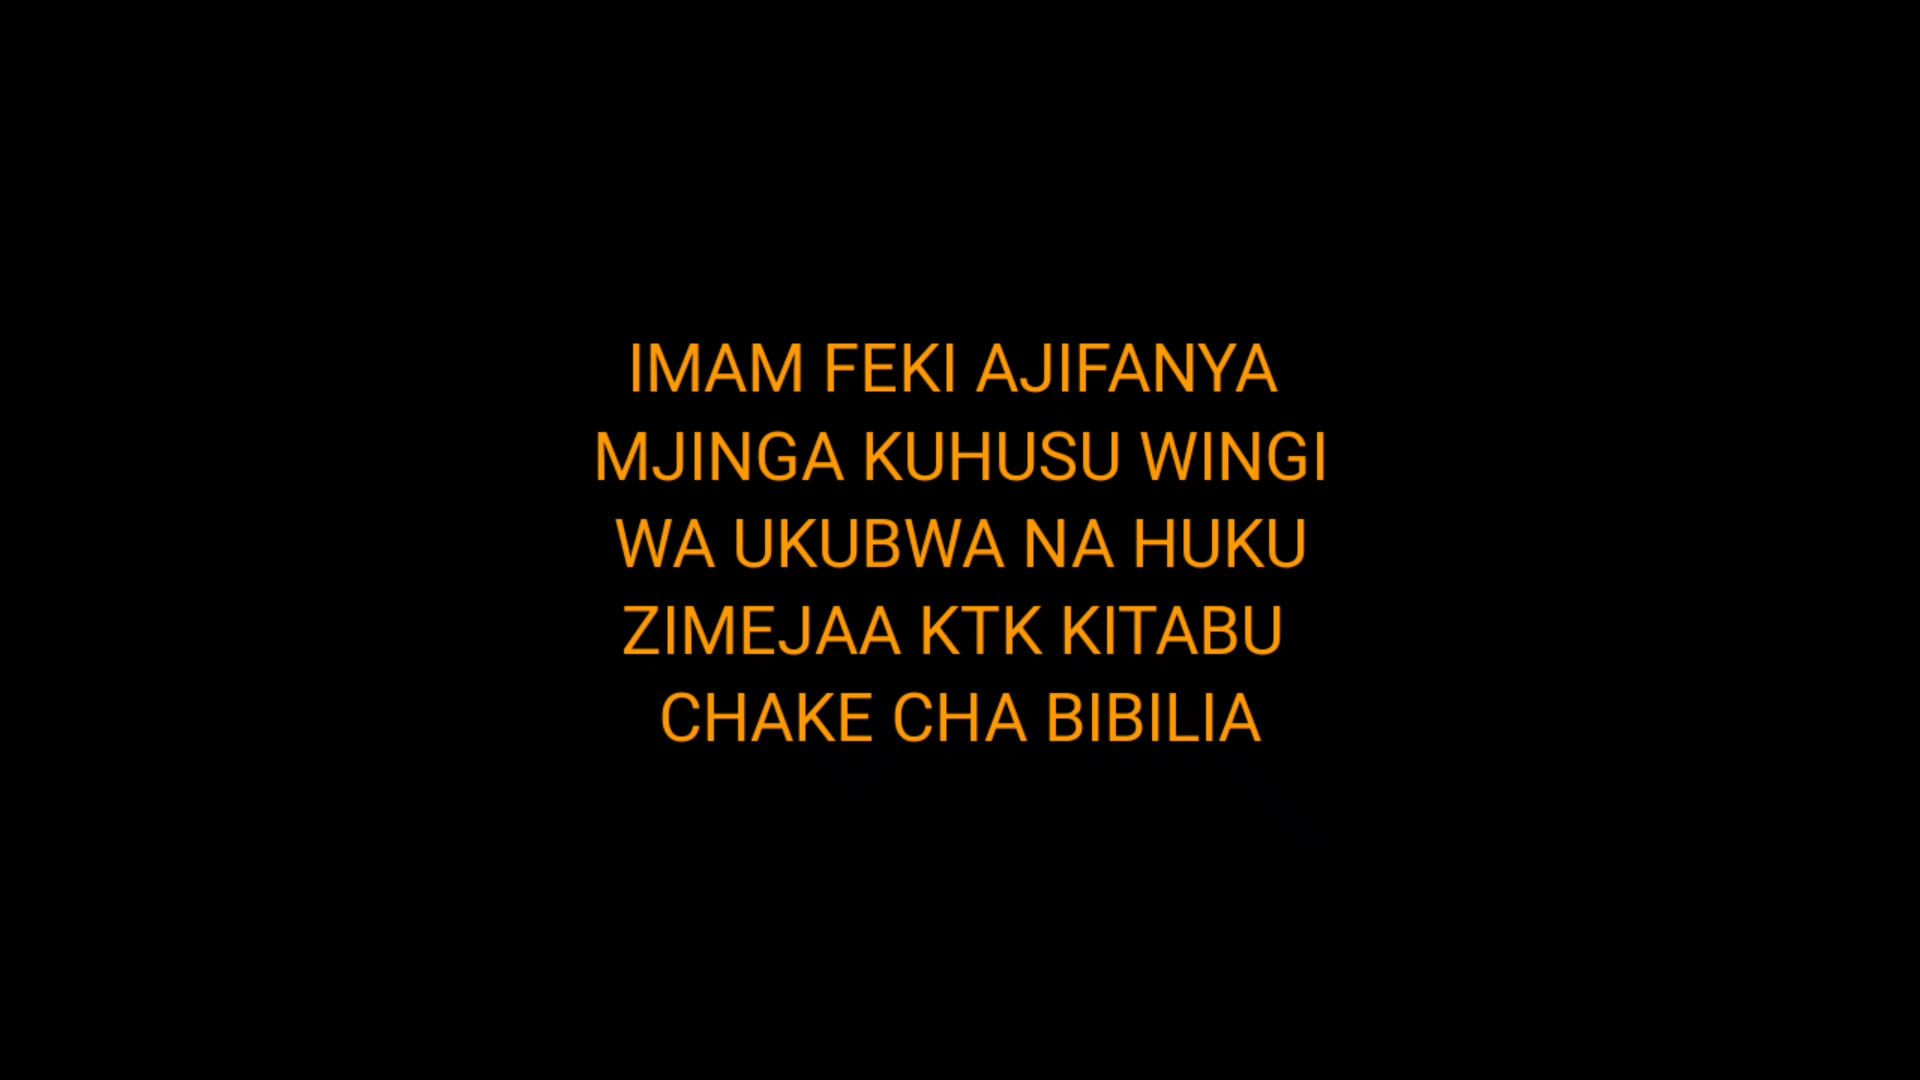 IMAM FEKI AJIFANYA
MJINGA KUHUSU WINGI
WA UKUBWA NA HUKU
ZIMEJAA KTK KITABU
CHAKE CHA BIBILIA